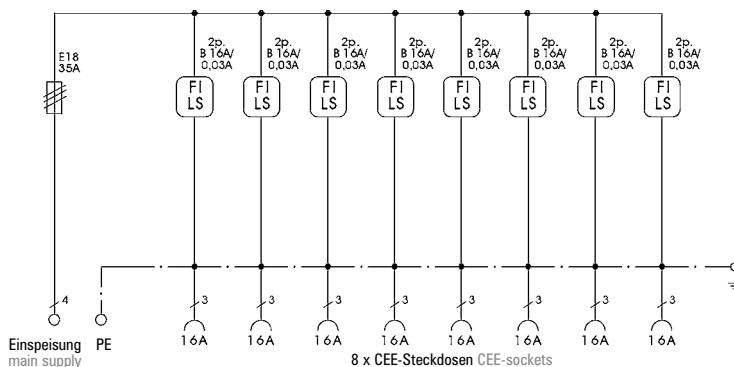 E18
35A
2p.
B 16A/
0,03A
2p.
B 16A/
0,03A
2p.
B 16A/
0,03A
2p.
B 16A/
0,03A
2p.
B 16A/
0,03A
2p.
B 16A/
0,03A
2p.
B 16A/
0,03A
2p.
B 16A/
0,03A
FI
LS
FI
LS
FI
LS
FI
LS
FI
LS
FI
LS
FI
LS
FI
LS
4
3
3
3
3
3
3
3
3
16A
16A
16A
16A
16A
16A
16A
16A
Einspeisung
main supply
PE
8 x CEE-Steckdosen CEE-sockets